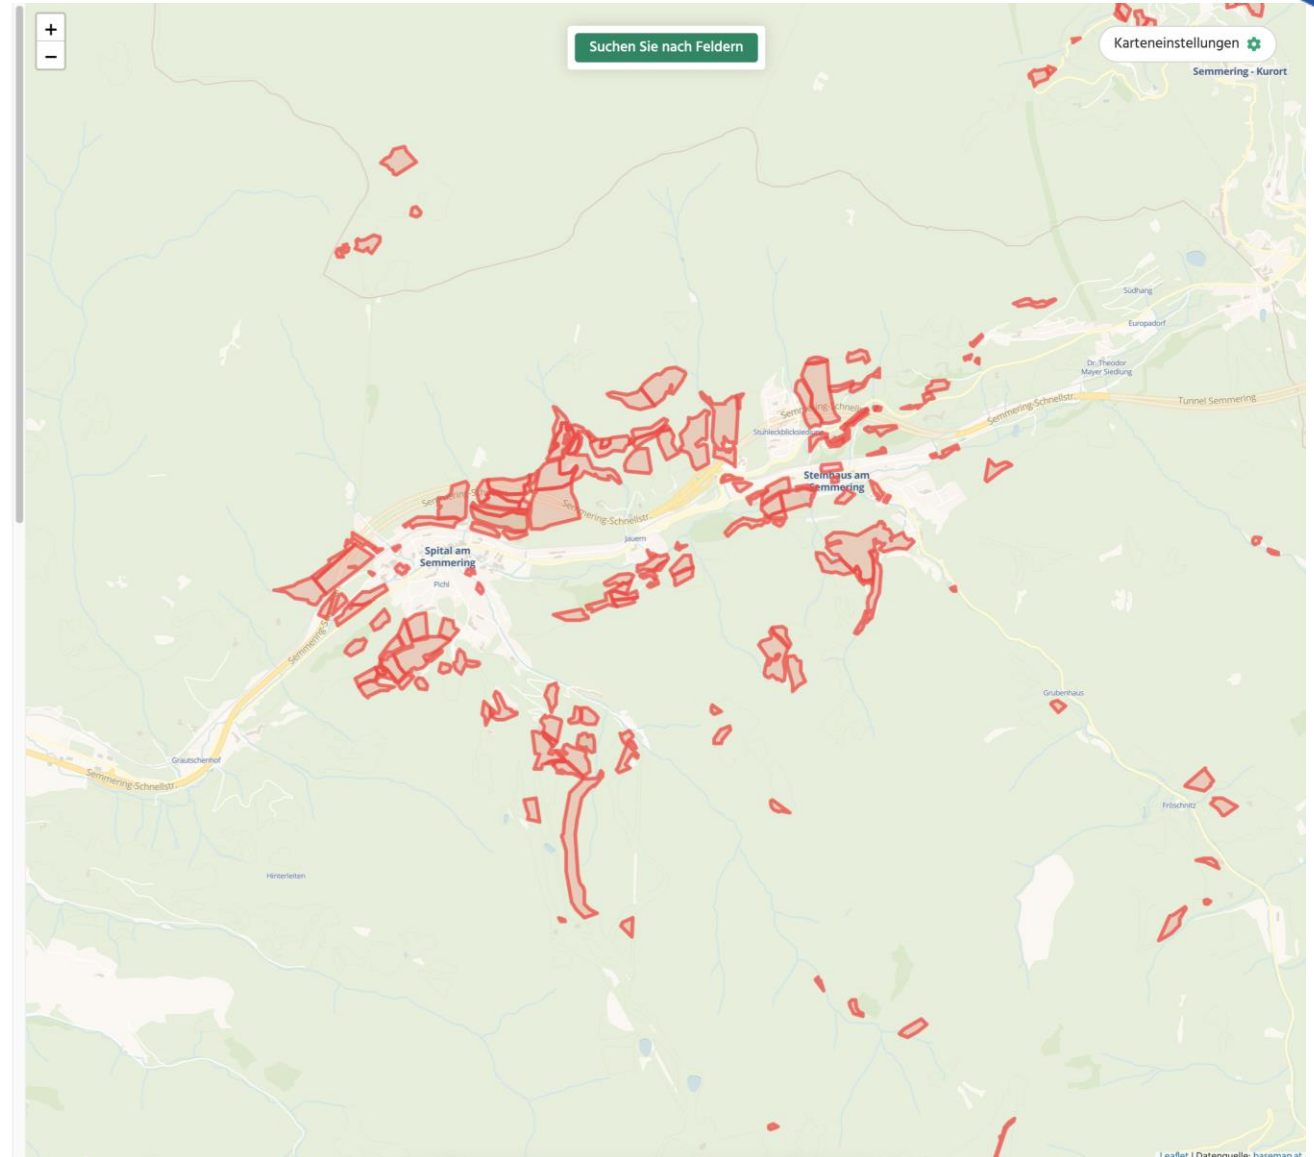 +
−
Suchen Sie nach Feldern
Karteneinstellungen
Semmering - Kurort
Südhang
Europadorf
Dr. Theodor
Mayer Siedlung
Semmering-Schnellstr.
Tunnel Semmering
Semmering-Schnellstr.
Stuhleckblicksiedlung
Steinhaus am
Semmering
Semmering-Schnellstr.
Jauern
Spital am
Semmering
Pichl
Grautschenhof
Semmering-Schnellstr.
Grubenhaus
Fröschnitz
Hinterleiten
Leaflet | Datenquelle: basemap.at